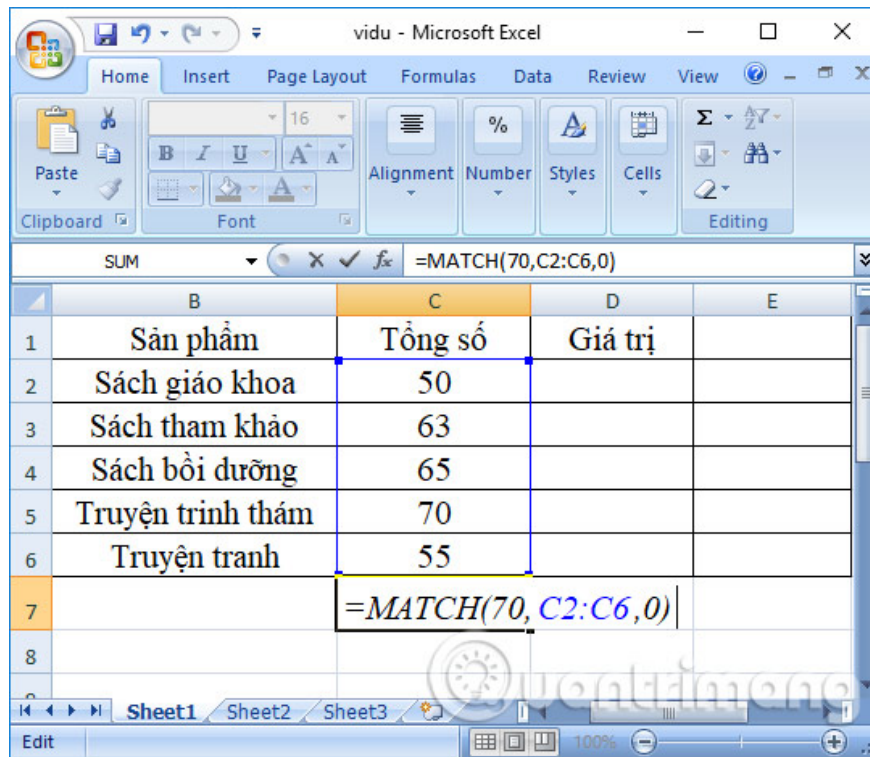 vidu - Microsoft Excel
Home Insert Page Layout Formulas Data Review View
16
B I U A A
Paste Alignment Number Styles Cells
Clipboard Font Editing
SUM fx =MATCH(70,C2:C6,0)
B C D E
1 Sản phẩm Tổng số Giá trị
2 Sách giáo khoa 50
3 Sách tham khảo 63
4 Sách bồi dưỡng 65
5 Truyện trinh thám 70
6 Truyện tranh 55
7 =MATCH(70, C2:C6 ,0)
8
Quantrimang
Sheet1 Sheet2 Sheet3
Edit 100%